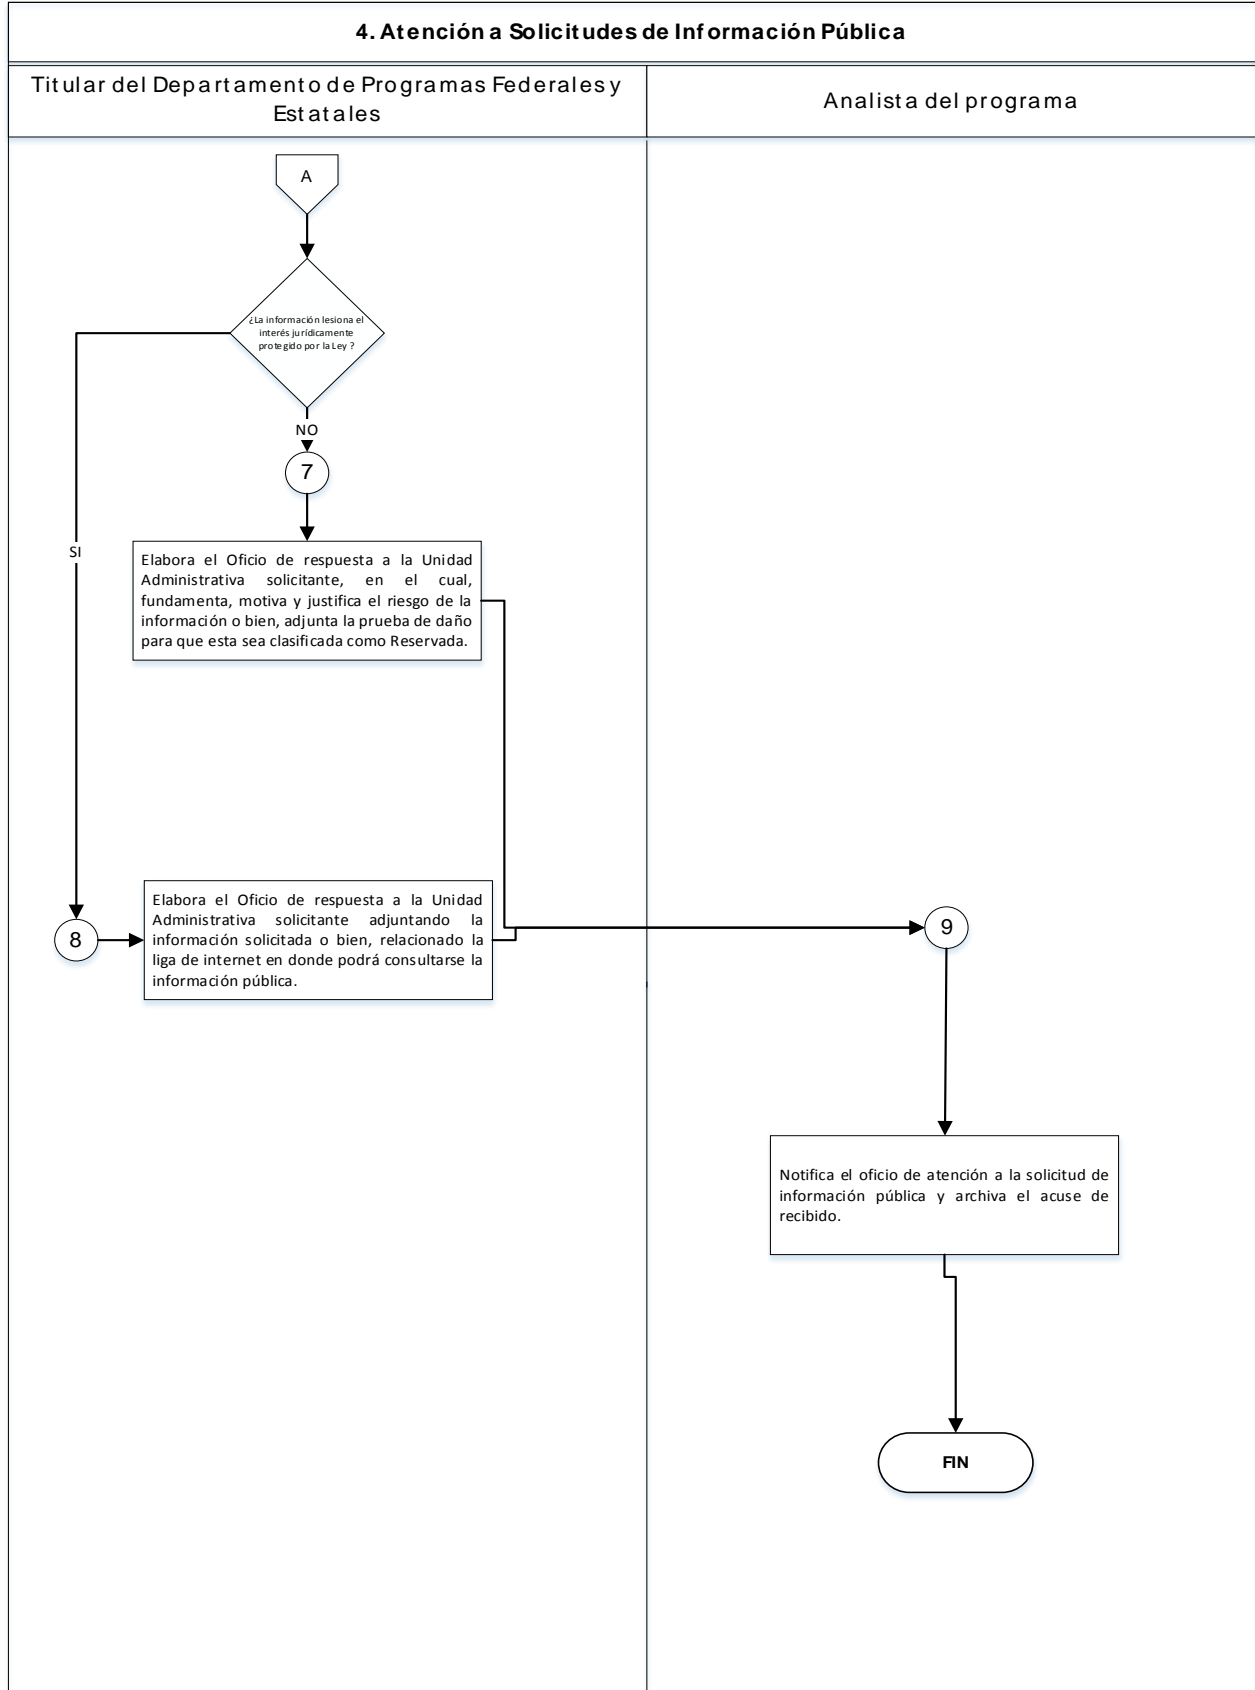 4. Atención a Solicitudes de Información Pública
Titular del Departamento de Programas Federales y
Estatales
Analista del programa
A
¿La información lesiona el
interés jurídicamente
protegido por la Ley ?
NO
7
SI
Elabora el Oficio de respuesta a la Unidad
Administrativa solicitante, en el cual,
fundamenta, motiva y justifica el riesgo de la
información o bien, adjunta la prueba de daño
para que esta sea clasificada como Reservada.
8
Elabora el Oficio de respuesta a la Unidad
Administrativa solicitante adjuntando la
información solicitada o bien, relacionado la
liga de internet en donde podrá consultarse la
información pública.
9
Notifica el oficio de atención a la solicitud de
información pública y archiva el acuse de
recibido.
FIN